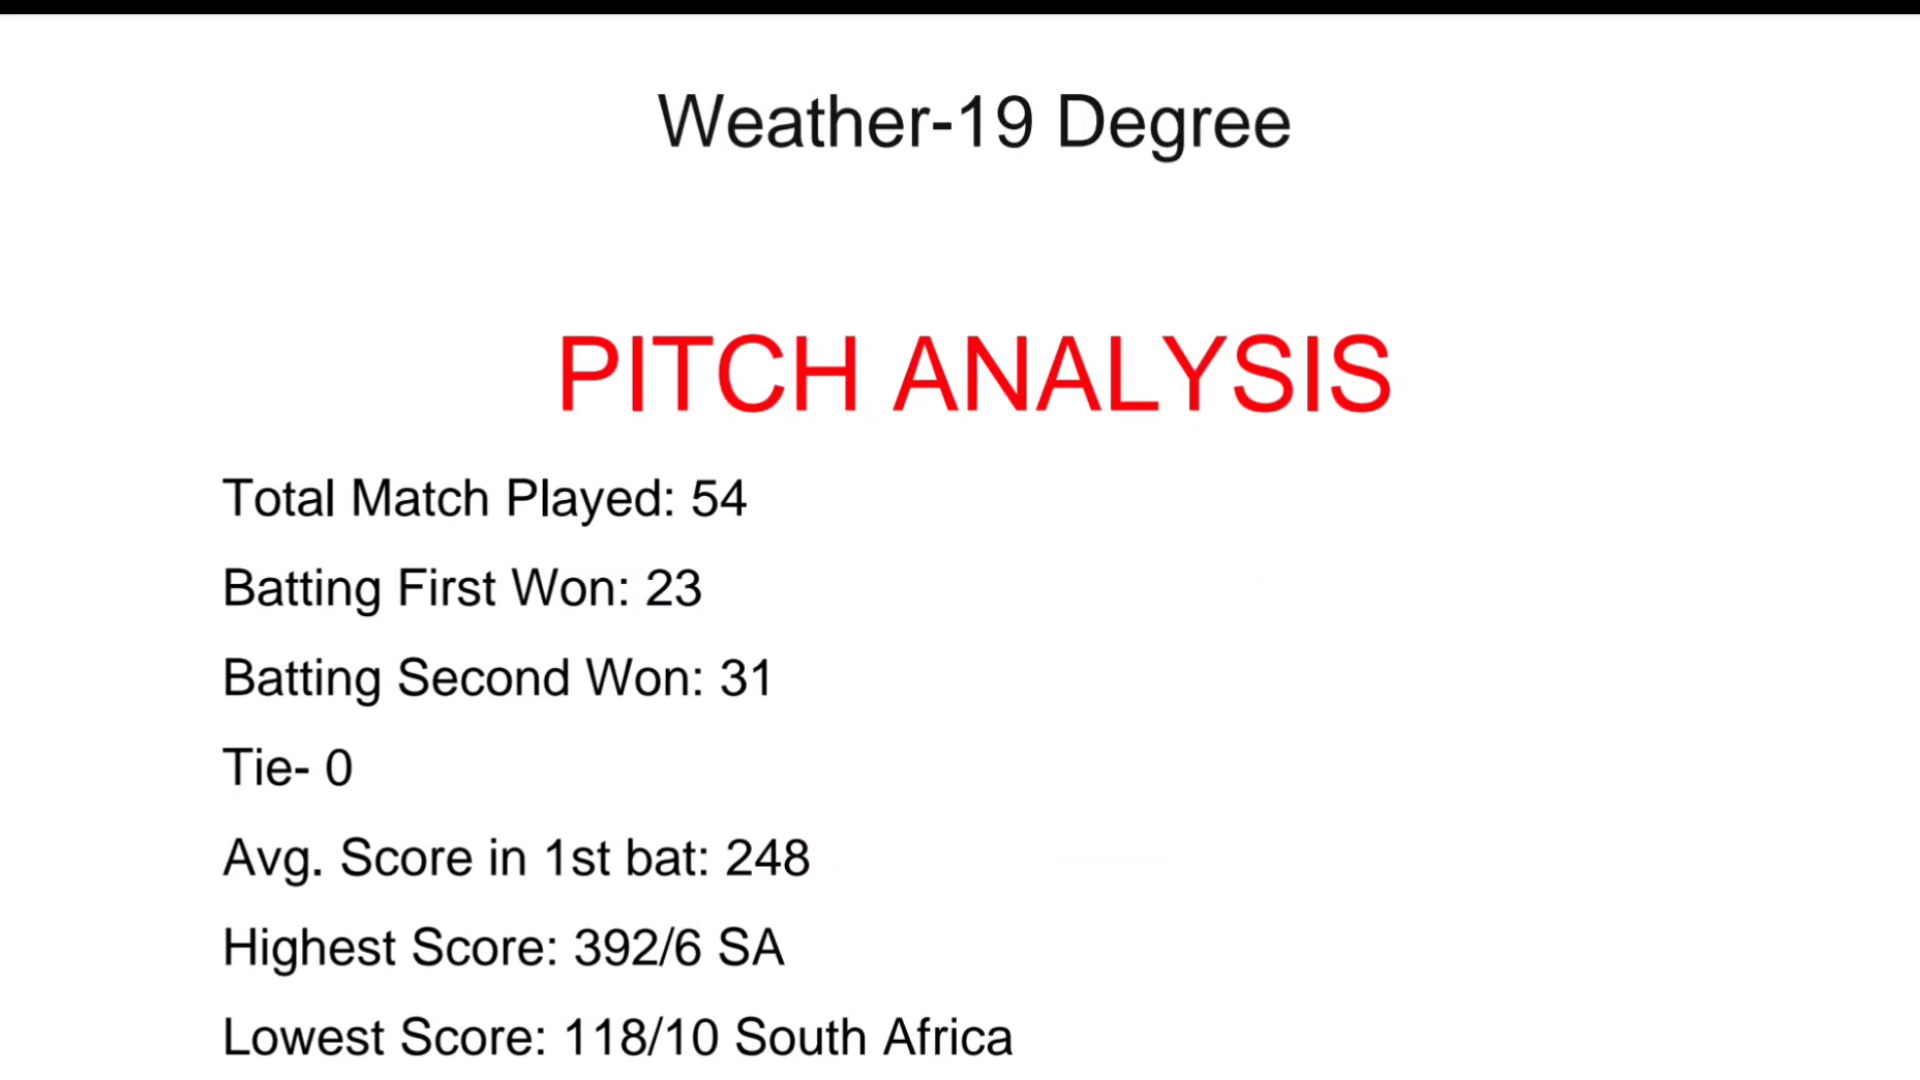 Weather-19 Degree
PITCH ANALYSIS
Total Match Played: 54
Batting First Won: 23
Batting Second Won: 31
Tie- 0
Avg. Score in 1st bat: 248
Highest Score: 392/6 SA
Lowest Score: 118/10 South Africa